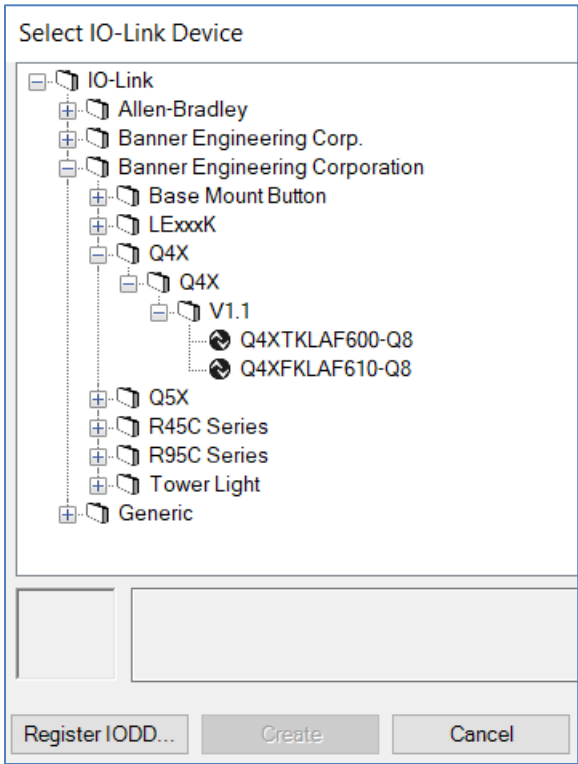 Select IO-Link Device
IO-Link
Allen-Bradley
Banner Engineering Corp.
Banner Engineering Corporation
Base Mount Button
LExxxK
Q4X
Q4X
V1.1
Q4XTKLAF600-Q8
Q4XFKLAF610-Q8
Q5X
R45C Series
R95C Series
Tower Light
Generic
Register IODD... Create Cancel